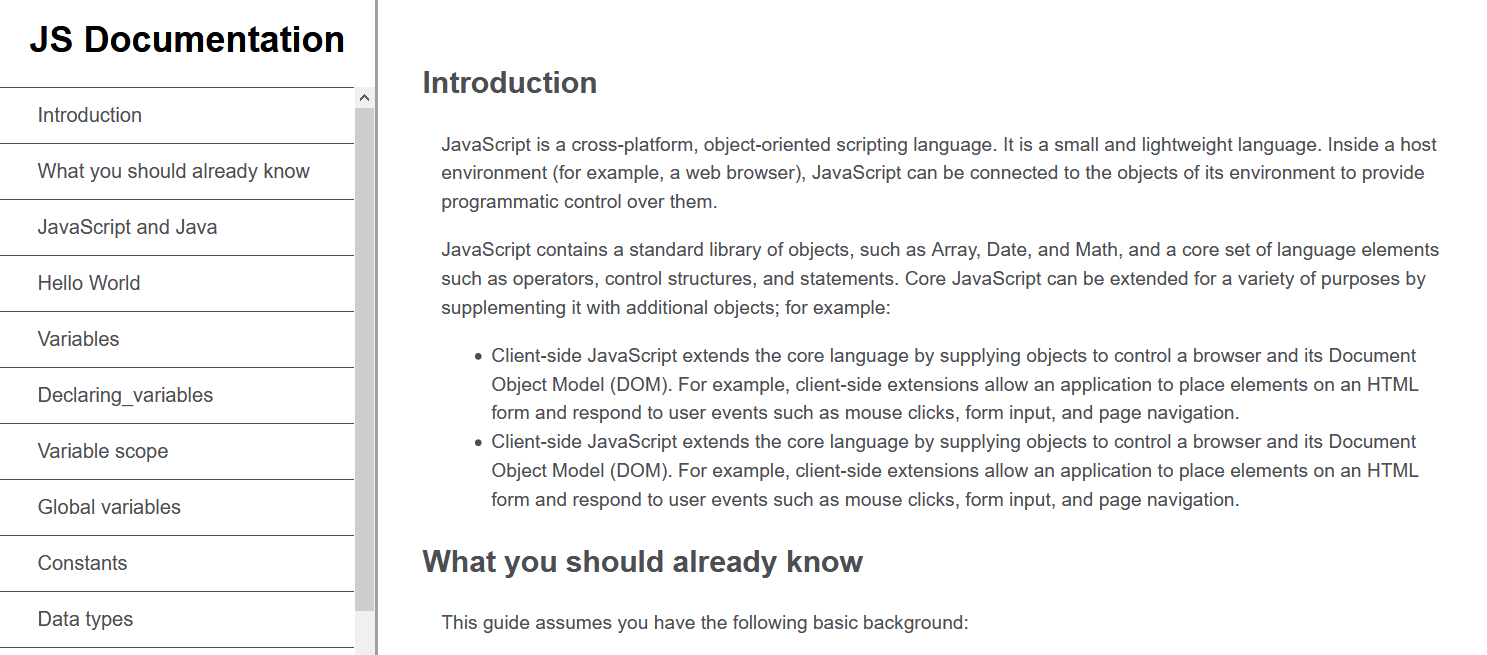 JS Documentation
Introduction
What you should already know
JavaScript and Java
Hello World
Variables
Declaring_variables
Variable scope
Global variables
Constants
Data types
Introduction
JavaScript is a cross-platform, object-oriented scripting language. It is a small and lightweight language. Inside a host
environment (for example, a web browser), JavaScript can be connected to the objects of its environment to provide
programmatic control over them.
JavaScript contains a standard library of objects, such as Array, Date, and Math, and a core set of language elements
such as operators, control structures, and statements. Core JavaScript can be extended for a variety of purposes by
supplementing it with additional objects; for example:
• Client-side JavaScript extends the core language by supplying objects to control a browser and its Document
Object Model (DOM). For example, client-side extensions allow an application to place elements on an HTML
form and respond to user events such as mouse clicks, form input, and page navigation.
• Client-side JavaScript extends the core language by supplying objects to control a browser and its Document
Object Model (DOM). For example, client-side extensions allow an application to place elements on an HTML
form and respond to user events such as mouse clicks, form input, and page navigation.
What you should already know
This guide assumes you have the following basic background: